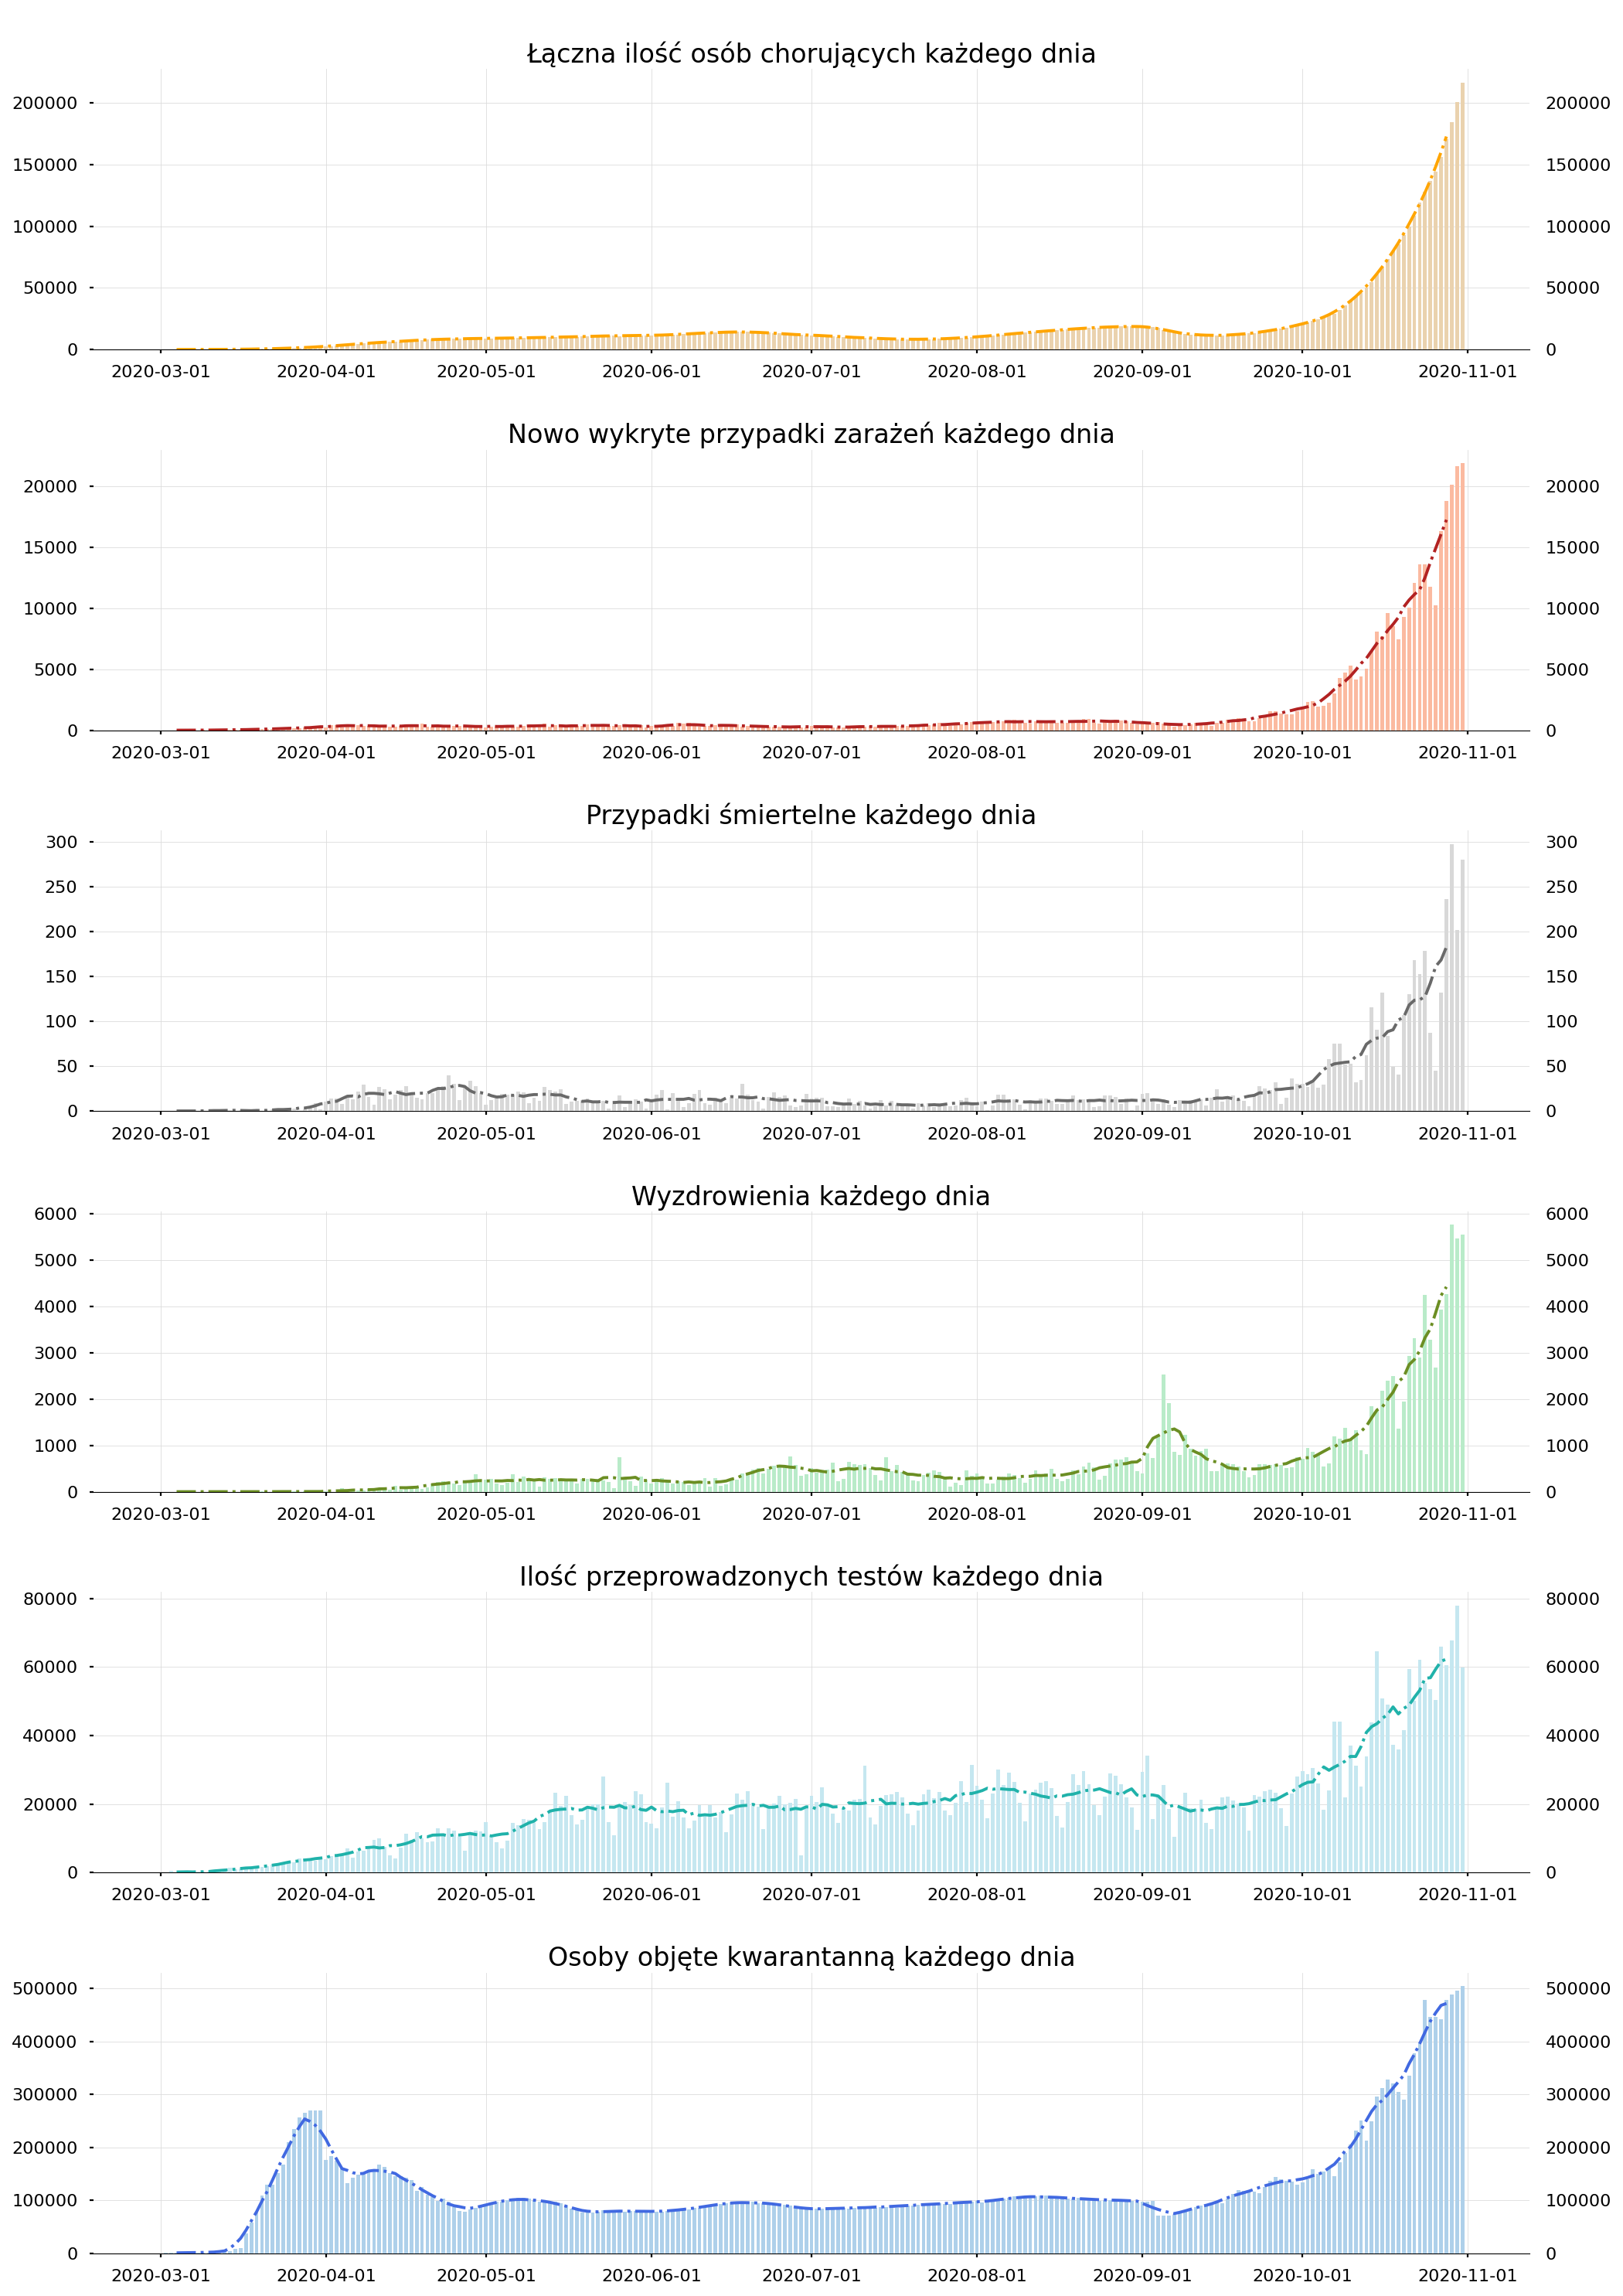 Łączna ilość osób chorujących każdego dnia
200000 200000
150000 150000
100000 100000
50000 50000
0 0
2020-03-01 2020-04-01 2020-05-01 2020-06-01 2020-07-01 2020-08-01 2020-09-01 2020-10-01 2020-11-01
Nowo wykryte przypadki zarażeń każdego dnia
20000 20000
15000 15000
10000 10000
5000 5000
0 0
2020-03-01 2020-04-01 2020-05-01 2020-06-01 2020-07-01 2020-08-01 2020-09-01 2020-10-01 2020-11-01
Przypadki śmiertelne każdego dnia
300 300
250 250
200 200
150 150
100 100
50 50
0 0
2020-03-01 2020-04-01 2020-05-01 2020-06-01 2020-07-01 2020-08-01 2020-09-01 2020-10-01 2020-11-01
Wyzdrowienia każdego dnia
6000 6000
5000 5000
4000 4000
3000 3000
2000 2000
1000 1000
0 0
2020-03-01 2020-04-01 2020-05-01 2020-06-01 2020-07-01 2020-08-01 2020-09-01 2020-10-01 2020-11-01
Ilość przeprowadzonych testów każdego dnia
80000 80000
60000 60000
40000 40000
20000 20000
0 0
2020-03-01 2020-04-01 2020-05-01 2020-06-01 2020-07-01 2020-08-01 2020-09-01 2020-10-01 2020-11-01
Osoby objęte kwarantanną każdego dnia
500000 500000
400000 400000
300000 300000
200000 200000
100000 100000
0 0
2020-03-01 2020-04-01 2020-05-01 2020-06-01 2020-07-01 2020-08-01 2020-09-01 2020-10-01 2020-11-01